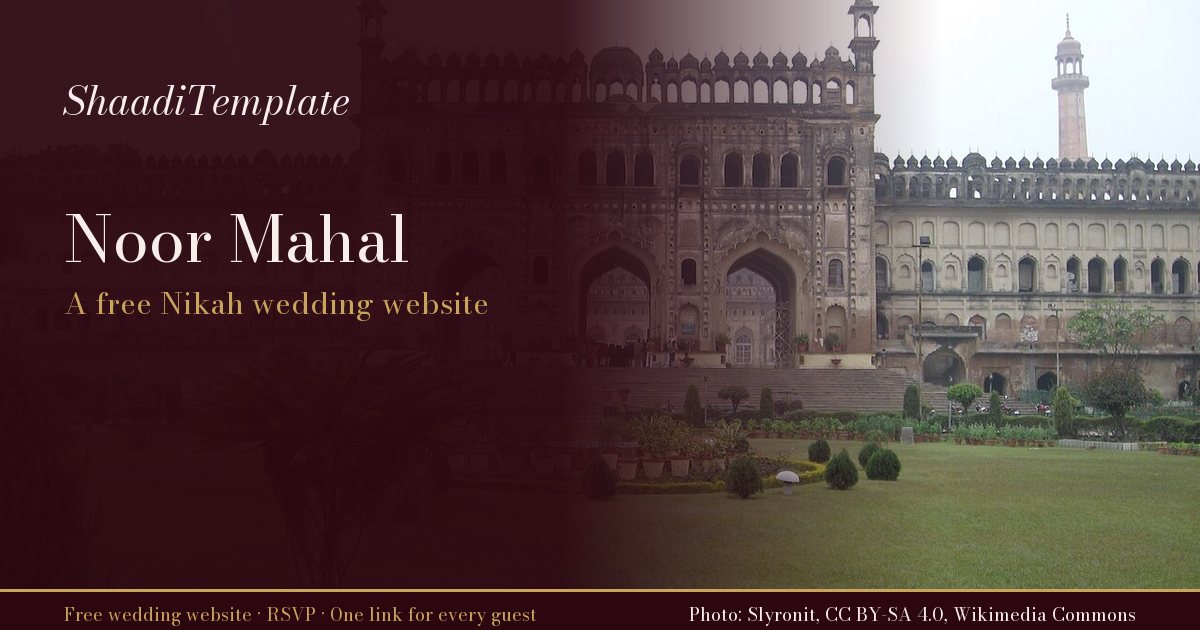 ShaadiTemplate
Noor Mahal
A free Nikah wedding website
Free wedding website · RSVP · One link for every guest
Photo: Slyronit, CC BY-SA 4.0, Wikimedia Commons